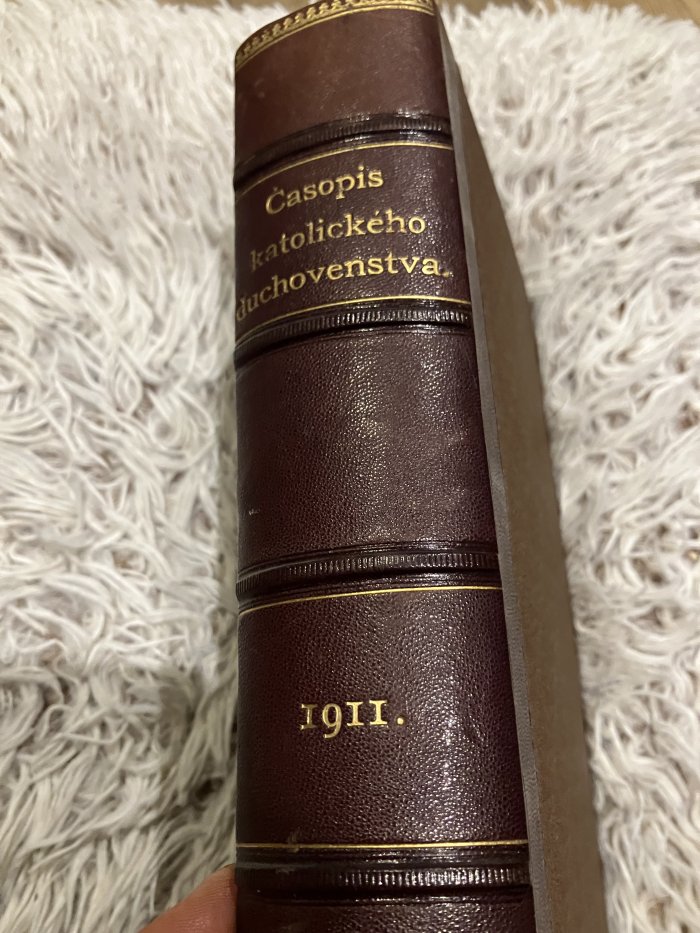 Časopis
katolického
duchovenstva.
1911.